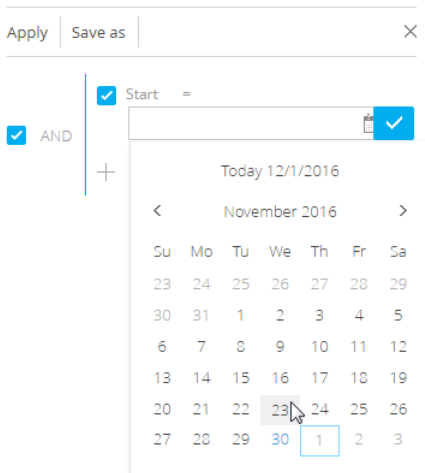 Apply Save as
Start =
AND
Today 12/1/2016
November 2016
Su Mo Tu We Th Fr Sa
23 24 25 26 27 28 29
30 31 1 2 3 4 5
6 7 8 9 10 11 12
13 14 15 16 17 18 19
20 21 22 23 24 25 26
27 28 29 30 1 2 3